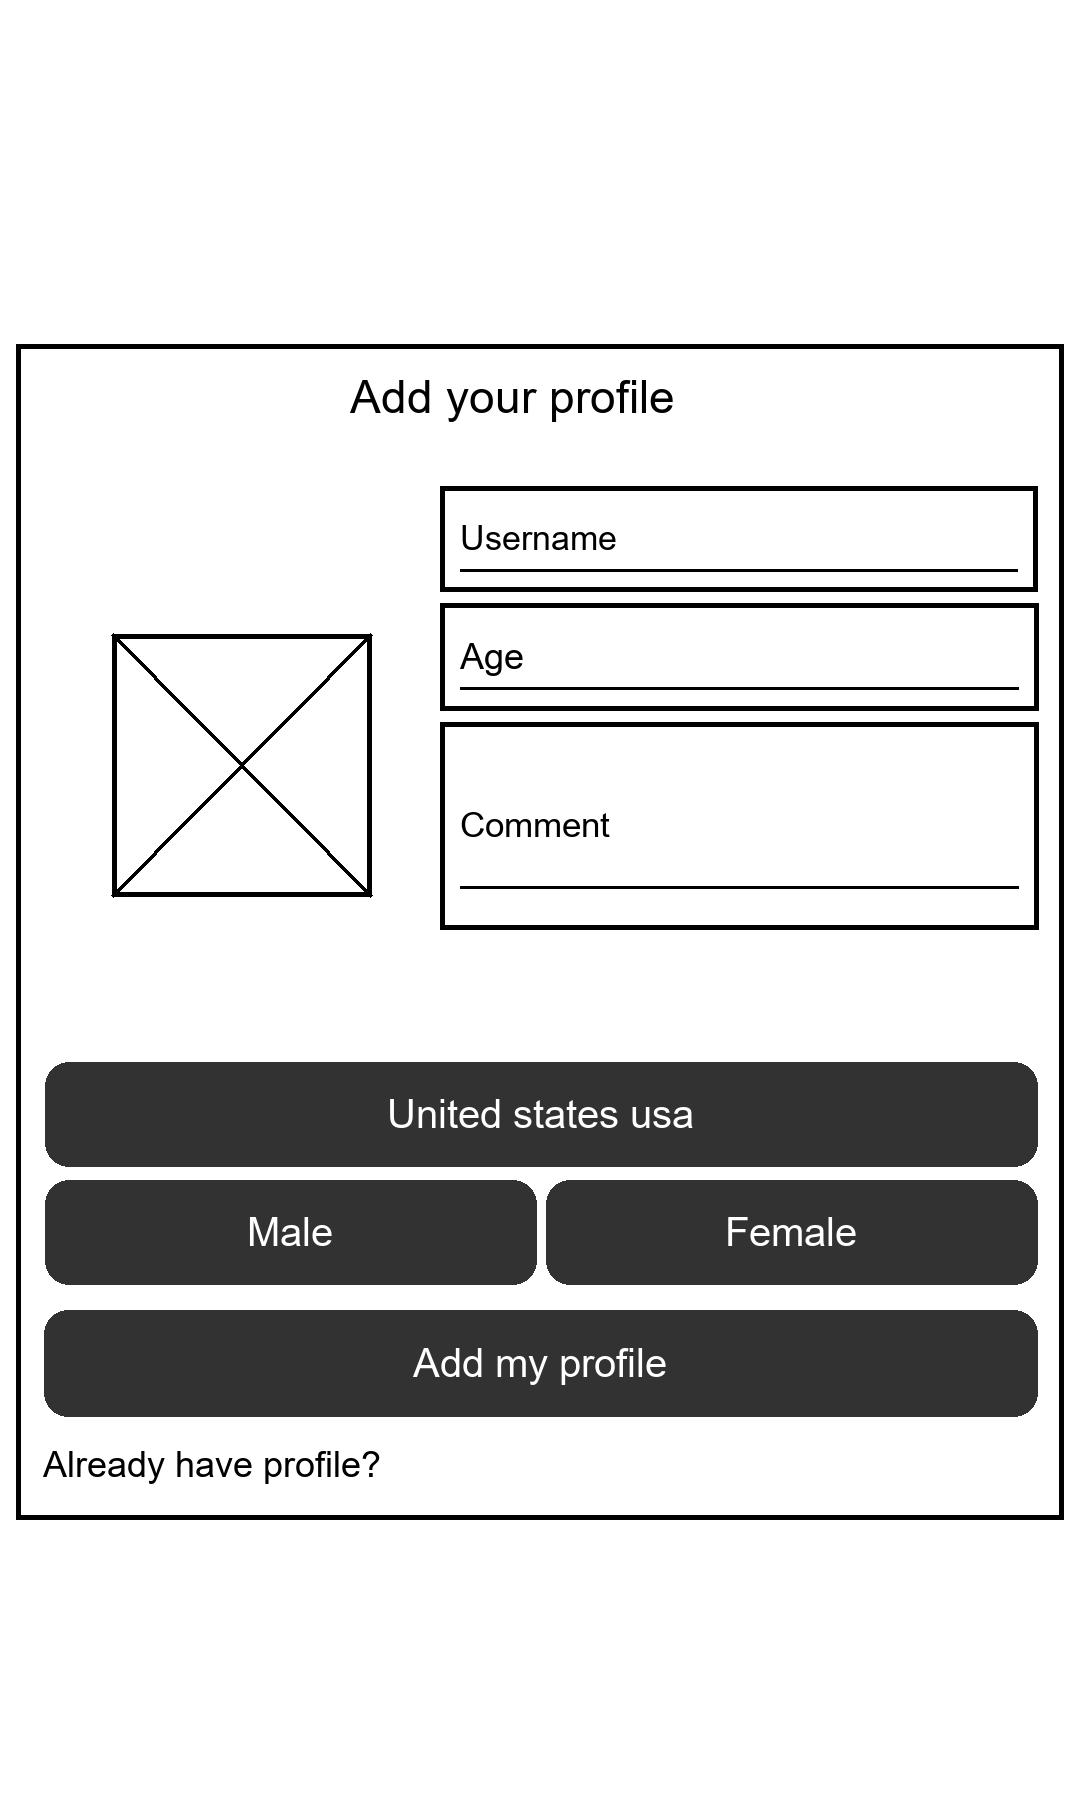 Add your profile
Username
Age
Comment
United states usa
Male
Female
Add my profile
Already have profile?